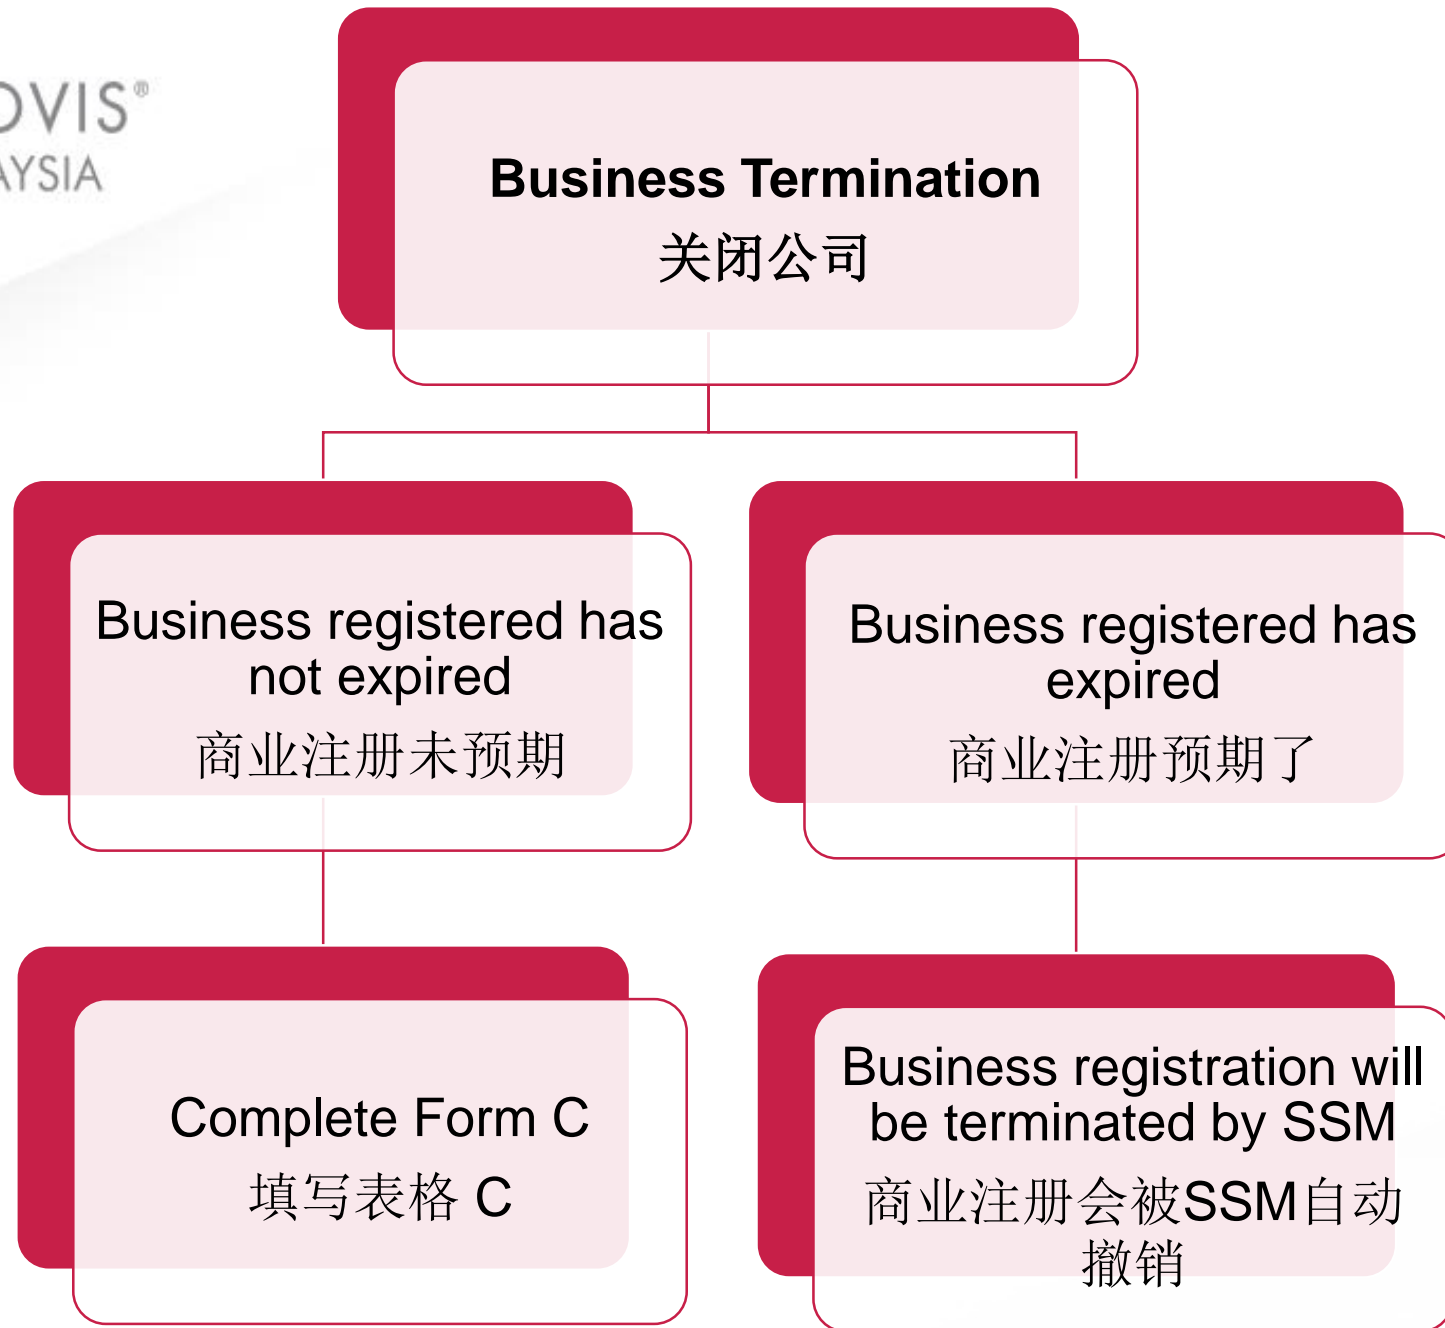 OVIS®
AYSIA
Business Termination
关闭公司
Business registered has
not expired
商业注册未预期
Business registered has
expired
商业注册预期了
Complete Form C
填写表格 C
Business registration will
be terminated by SSM
商业注册会被SSM自动
撤销